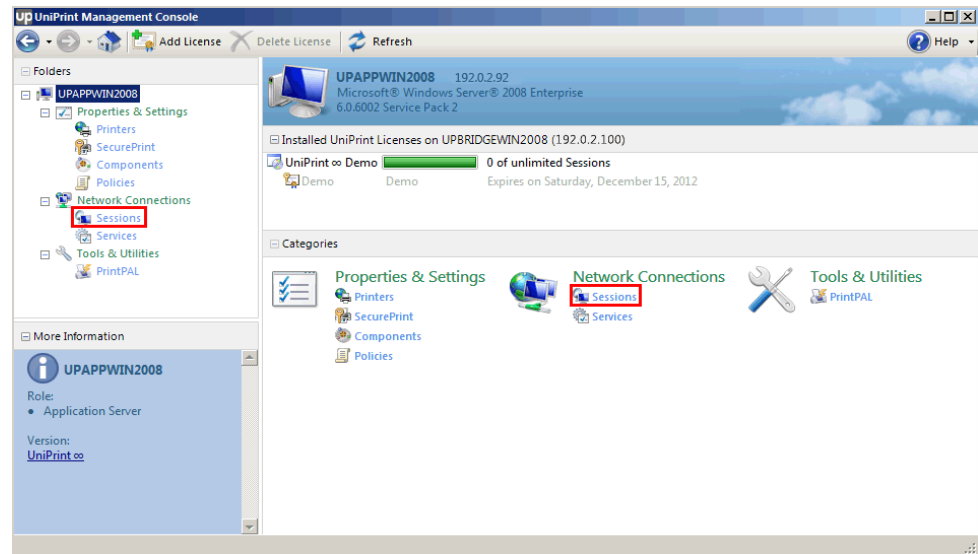 up UniPrint Management Console
Add License Delete License Refresh Help
Folders
UPAPPWIN2008
Properties & Settings
Printers
SecurePrint
Components
Policies
Network Connections
Sessions
Services
Tools & Utilities
PrintPAL
More Information
UPAPPWIN2008
Role:
• Application Server
Version:
UniPrint ∞
UPAPPWIN2008 192.0.2.92
Microsoft® Windows Server® 2008 Enterprise
6.0.6002 Service Pack 2
Installed UniPrint Licenses on UPBRIDGEWIN2008 (192.0.2.100)
UniPrint ∞ Demo 0 of unlimited Sessions
Demo Demo Expires on Saturday, December 15, 2012
Categories
Properties & Settings
Printers
SecurePrint
Components
Policies
Network Connections
Sessions
Services
Tools & Utilities
PrintPAL